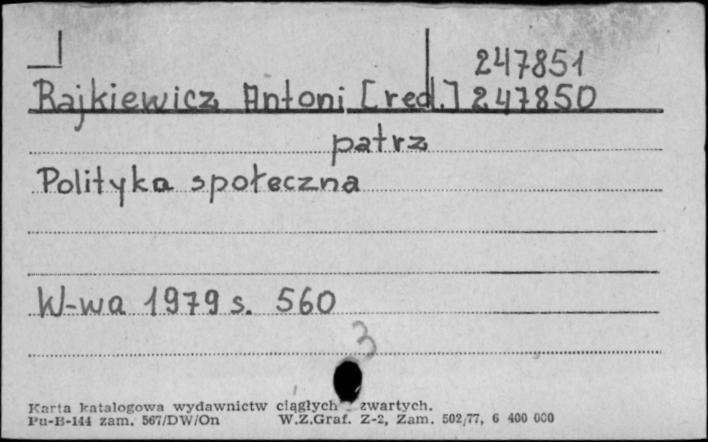 247851
Rajkiewicz Antoni [red.] 247850
patrz
Polityka społeczna
W-wa 1979 s. 560
3
Karta katalogowa wydawnictw ciągłych zwartych.
Pu-B-144 zam. 567/DW/On W.Z.Graf. Z-2, Zam. 502/77, 6 400 000